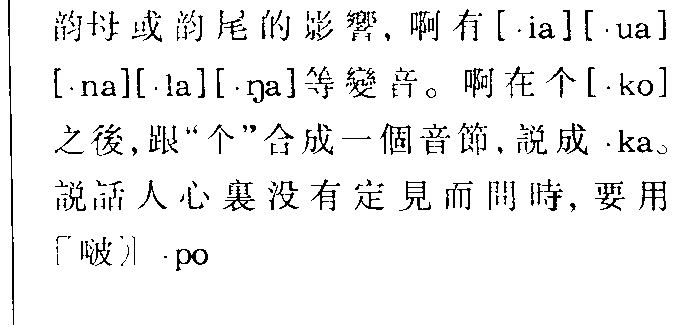 韵母或韵尾的影響，啊有[·ia][·ua]
[·na][·la][·ŋa]等變音。啊在个[·ko]
之後，跟“个”合成一個音節，説成 ·ka。
説話人心裏没有定見而問時，要用
［啵］ ·po